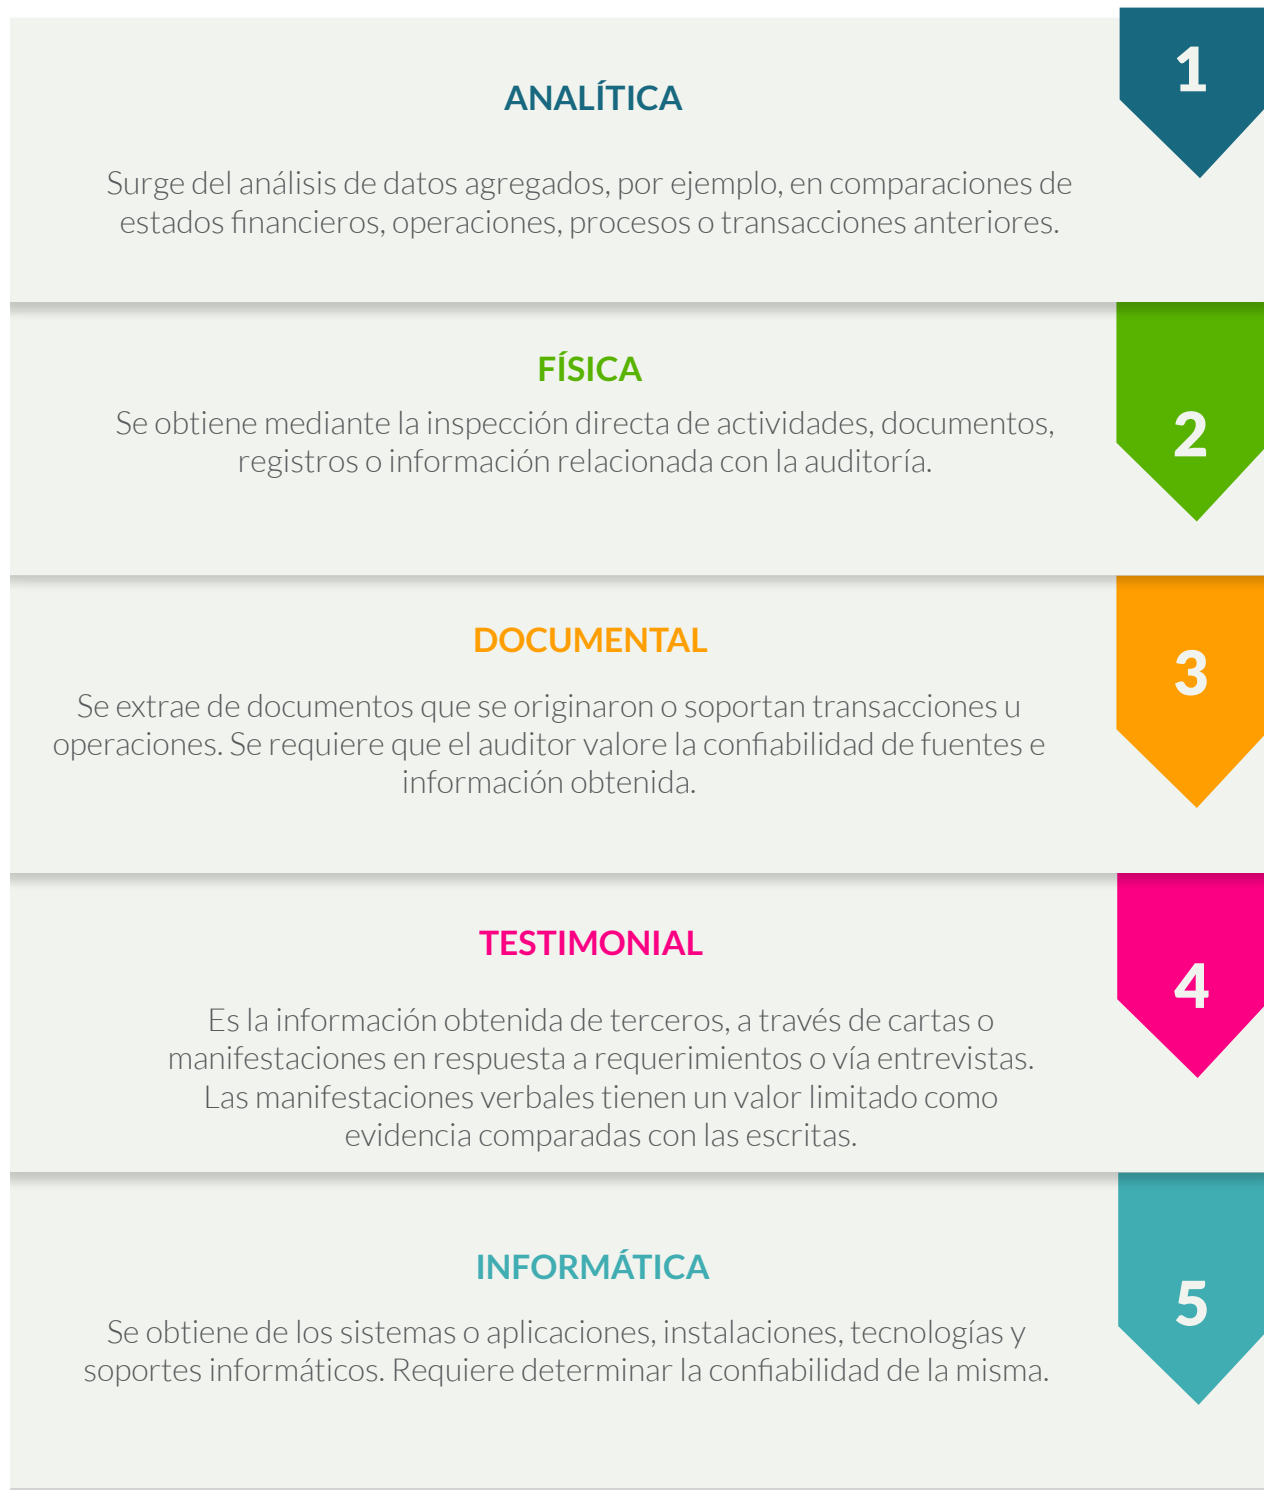 1
ANALÍTICA
Surge del análisis de datos agregados, por ejemplo, en comparaciones de
estados financieros, operaciones, procesos o transacciones anteriores.
FÍSICA
Se obtiene mediante la inspección directa de actividades, documentos,
registros o información relacionada con la auditoría.
2
DOCUMENTAL
3
Se extrae de documentos que se originaron o soportan transacciones u
operaciones. Se requiere que el auditor valore la confiabilidad de fuentes e
información obtenida.
TESTIMONIAL
4
Es la información obtenida de terceros, a través de cartas o
manifestaciones en respuesta a requerimientos o vía entrevistas.
Las manifestaciones verbales tienen un valor limitado como
evidencia comparadas con las escritas.
INFORMÁTICA
5
Se obtiene de los sistemas o aplicaciones, instalaciones, tecnologías y
soportes informáticos. Requiere determinar la confiabilidad de la misma.